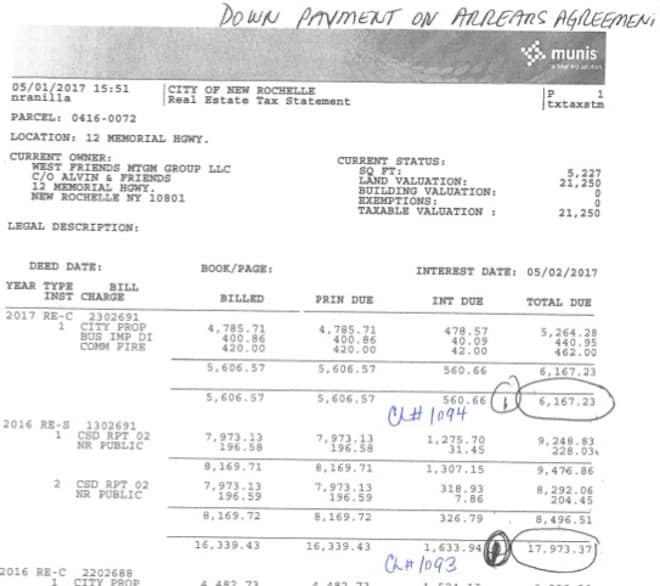 DOWN PAYMENT ON ARREARS AGREEMENT
munis
05/01/2017 15:51 CITY OF NEW ROCHELLE P 1
nranilla Real Estate Tax Statement txtaxstm
PARCEL: 0416-0072
LOCATION: 12 MEMORIAL HGWY.
CURRENT OWNER: CURRENT STATUS:
WEST FRIENDS MTGM GROUP LLC SQ FT: 5,227
C/O ALVIN & FRIENDS LAND VALUATION: 21,250
12 MEMORIAL HGWY. BUILDING VALUATION: 0
NEW ROCHELLE NY 10801 EXEMPTIONS: 0
TAXABLE VALUATION : 21,250
LEGAL DESCRIPTION:
DEED DATE: BOOK/PAGE: INTEREST DATE: 05/02/2017
YEAR TYPE BILL
INST CHARGE BILLED PRIN DUE INT DUE TOTAL DUE
2017 RE-C 2302691
1 CITY PROP 4,785.71 4,785.71 478.57 5,264.28
BUS IMP DI 400.86 400.86 40.09 440.95
COMM FIRE 420.00 420.00 42.00 462.00
5,606.57 5,606.57 560.66 6,167.23
5,606.57 5,606.57 560.66 1 6,167.23
Ck# 1094
2016 RE-S 1302691
1 CSD RPT 02 7,973.13 7,973.13 1,275.70 9,248.83
NR PUBLIC 196.58 196.58 31.45 228.03
8,169.71 8,169.71 1,307.15 9,476.86
2 CSD RPT 02 7,973.13 7,973.13 318.93 8,292.06
NR PUBLIC 196.59 196.59 7.86 204.45
8,169.72 8,169.72 326.79 8,496.51
16,339.43 16,339.43 1,633.94 17,973.37
Ck# 1093
2016 RE-C 2202688
1 CITY PROP